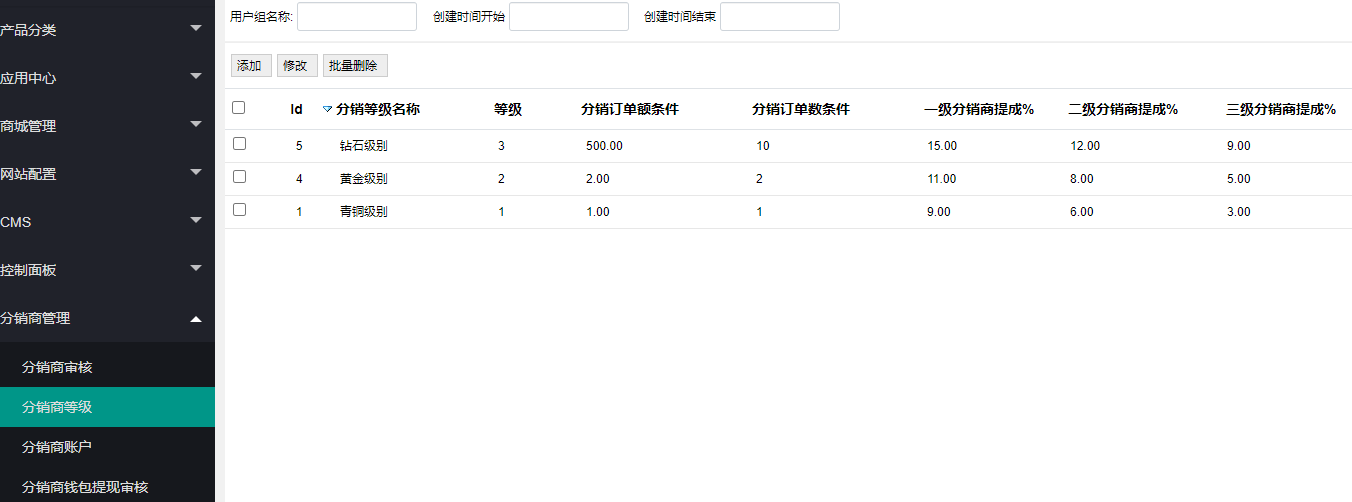 产品分类
应用中心
商城管理
网站配置
CMS
控制面板
分销商管理
分销商审核
分销商等级
分销商账户
分销商钱包提现审核
用户组名称: 创建时间开始 创建时间结束
添加 修改 批量删除
Id 分销等级名称 等级 分销订单额条件 分销订单数条件 一级分销商提成% 二级分销商提成% 三级分销商提成%
5 钻石级别 3 500.00 10 15.00 12.00 9.00
4 黄金级别 2 2.00 2 11.00 8.00 5.00
1 青铜级别 1 1.00 1 9.00 6.00 3.00